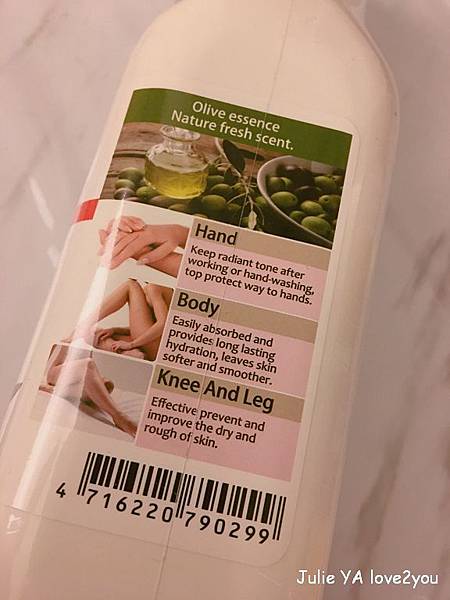 Olive essence
Nature fresh scent.
Hand
Keep radiant tone after
working or hand-washing,
top protect way to hands.
Body
Easily absorbed and
provides long lasting
hydration, leaves skin
softer and smoother.
Knee And Leg
Effective prevent and
improve the dry and
rough of skin.
4 716220 790299
Julie YA love2you